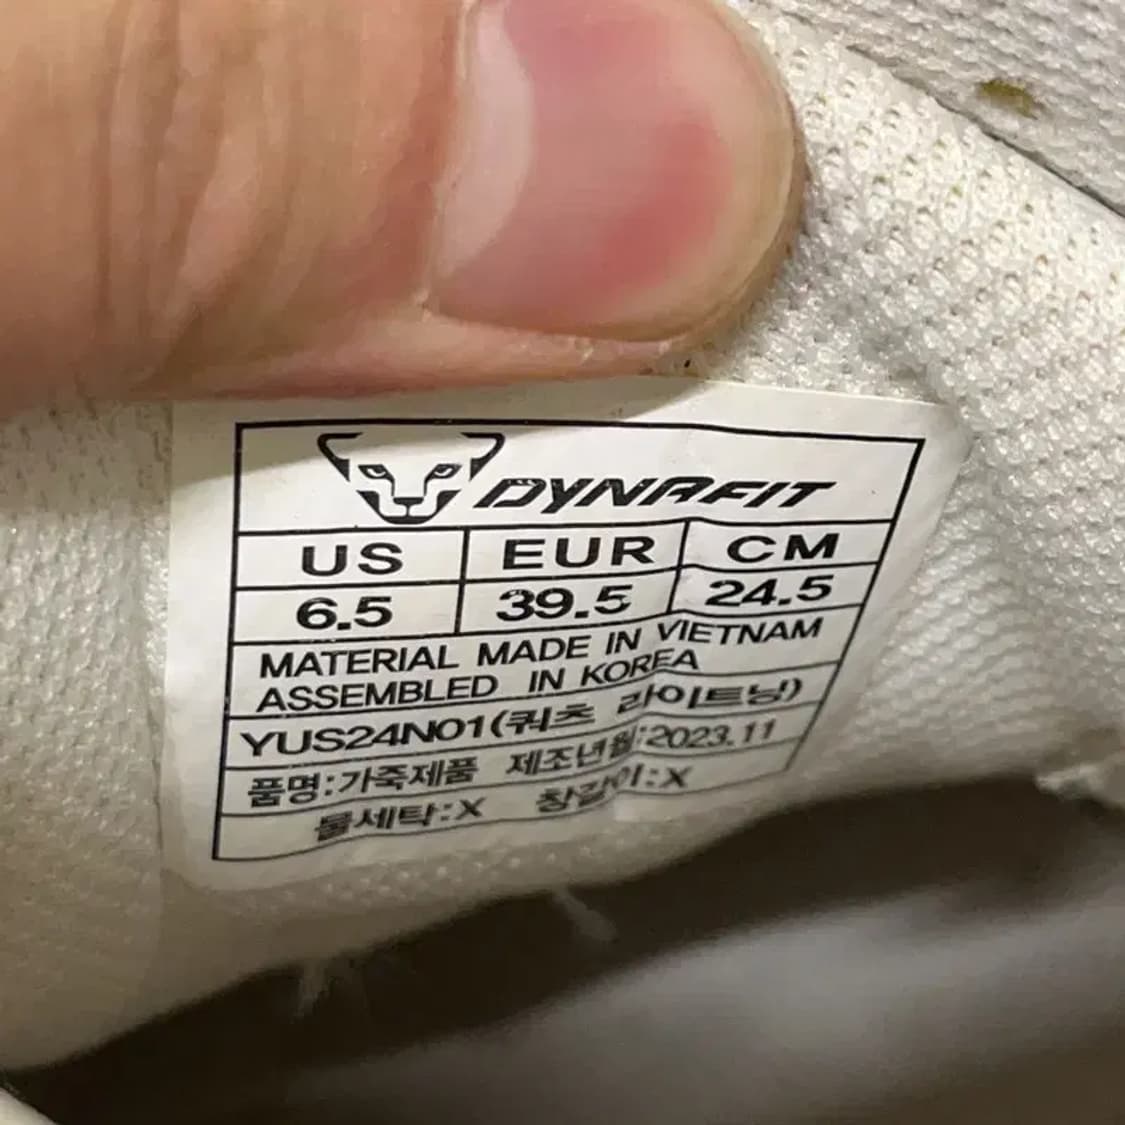 DYNAFIT
US EUR CM
6.5 39.5 24.5
MATERIAL MADE IN VIETNAM
ASSEMBLED IN KOREA
YUS24N01(쿼츠 라이트닝)
품명:가죽제품 제조년월:2023.11
물세탁:X 창갈이:X